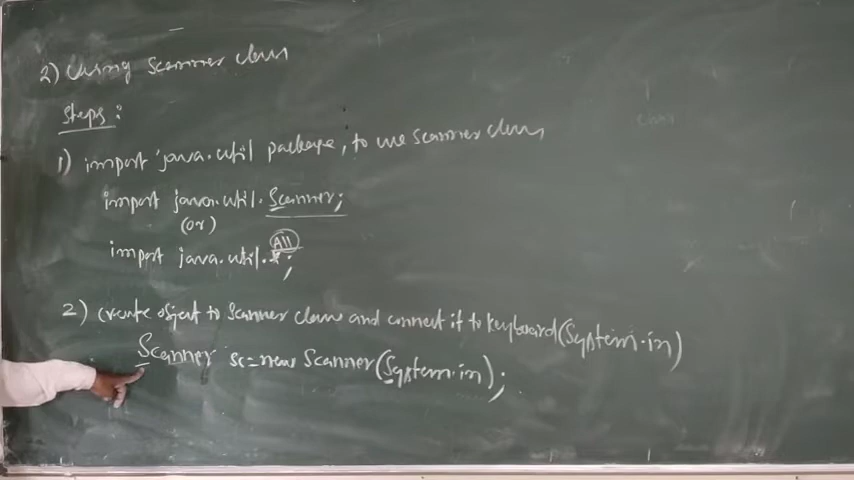 2) Using Scanner class
Steps:
1) import java.util package, to use Scanner class,
import java.util.Scanner;
(or)
All
import java.util.*;
2) create object to Scanner class and connect it to keyboard(System.in)
Scanner sc=new Scanner(System.in);